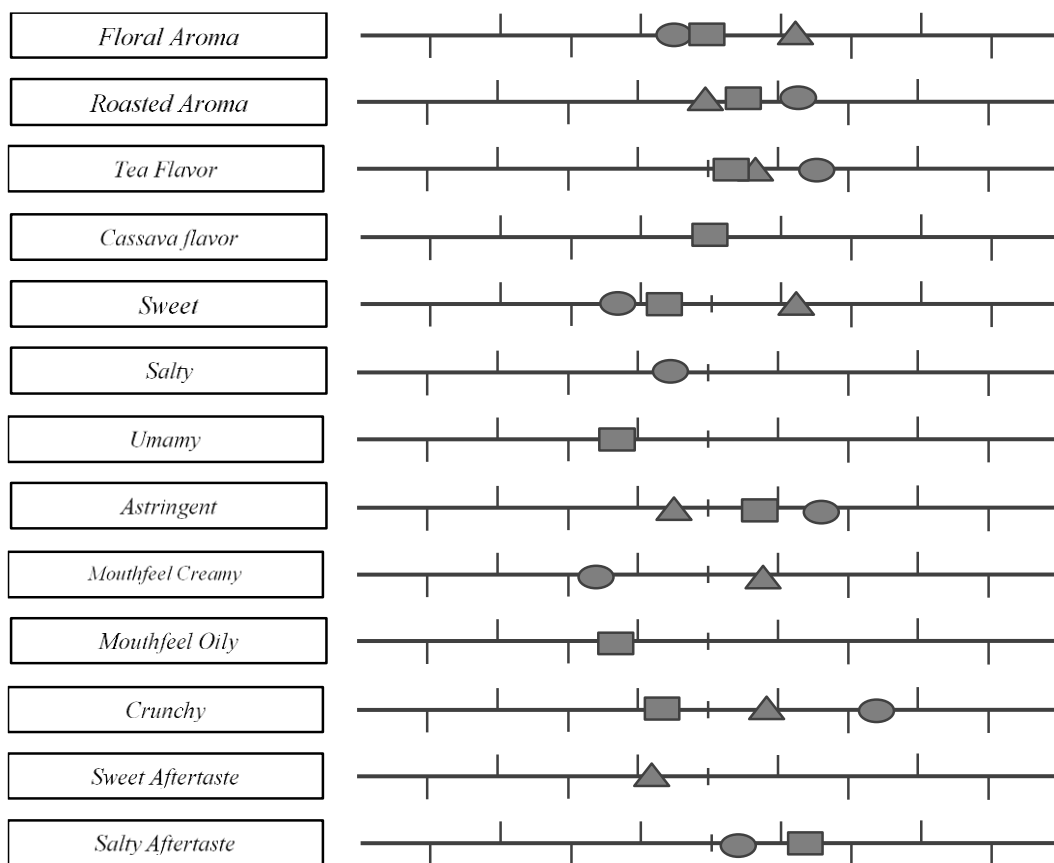 Floral Aroma
Roasted Aroma
Tea Flavor
Cassava flavor
Sweet
Salty
Umamy
Astringent
Mouthfeel Creamy
Mouthfeel Oily
Crunchy
Sweet Aftertaste
Salty Aftertaste